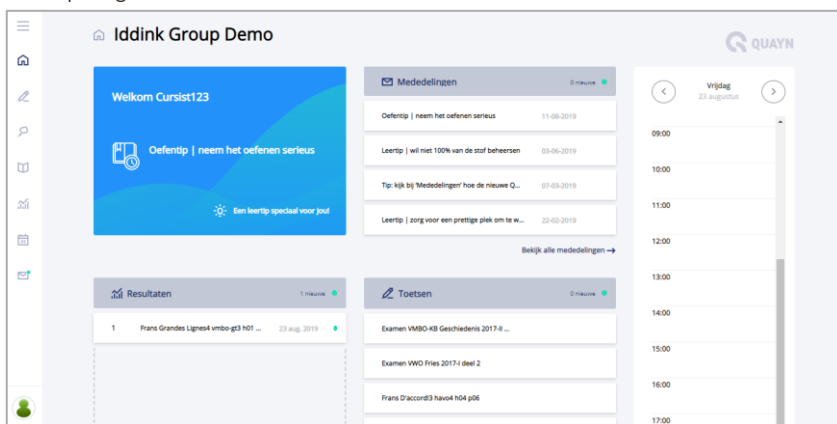 Iddink Group Demo
QUAYN
Welkom Cursist123
Oefentip | neem het oefenen serieus
Een leertip speciaal voor jou!
Mededelingen
0 nieuwe
Oefentip | neem het oefenen serieus 11-08-2019
Leertip | wil niet 100% van de stof beheersen 03-06-2019
Tip: kijk bij 'Mededelingen' hoe de nieuwe Q... 07-03-2019
Leertip | zorg voor een prettige plek om te w... 22-02-2019
Bekijk alle mededelingen →
Resultaten
1 nieuwe
1 Frans Grandes Lignes4 vmbo-gt3 h01 ... 23 aug. 2019
Toetsen
0 nieuwe
Examen VMBO-KB Geschiedenis 2017-II ...
Examen VWO Fries 2017-I deel 2
Frans D'accord!3 havo4 h04 p06
Vrijdag
23 augustus
09:00
10:00
11:00
12:00
13:00
14:00
15:00
16:00
17:00